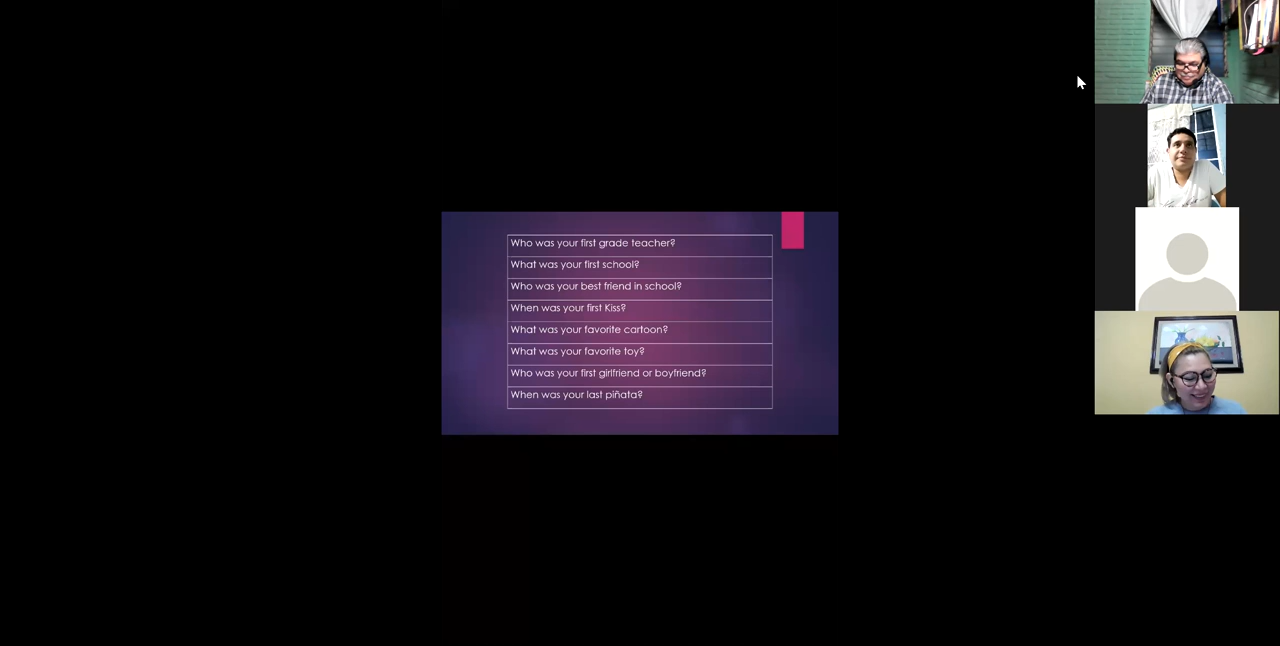 Who was your first grade teacher?
What was your first school?
Who was your best friend in school?
When was your first Kiss?
What was your favorite cartoon?
What was your favorite toy?
Who was your first girlfriend or boyfriend?
When was your last piñata?